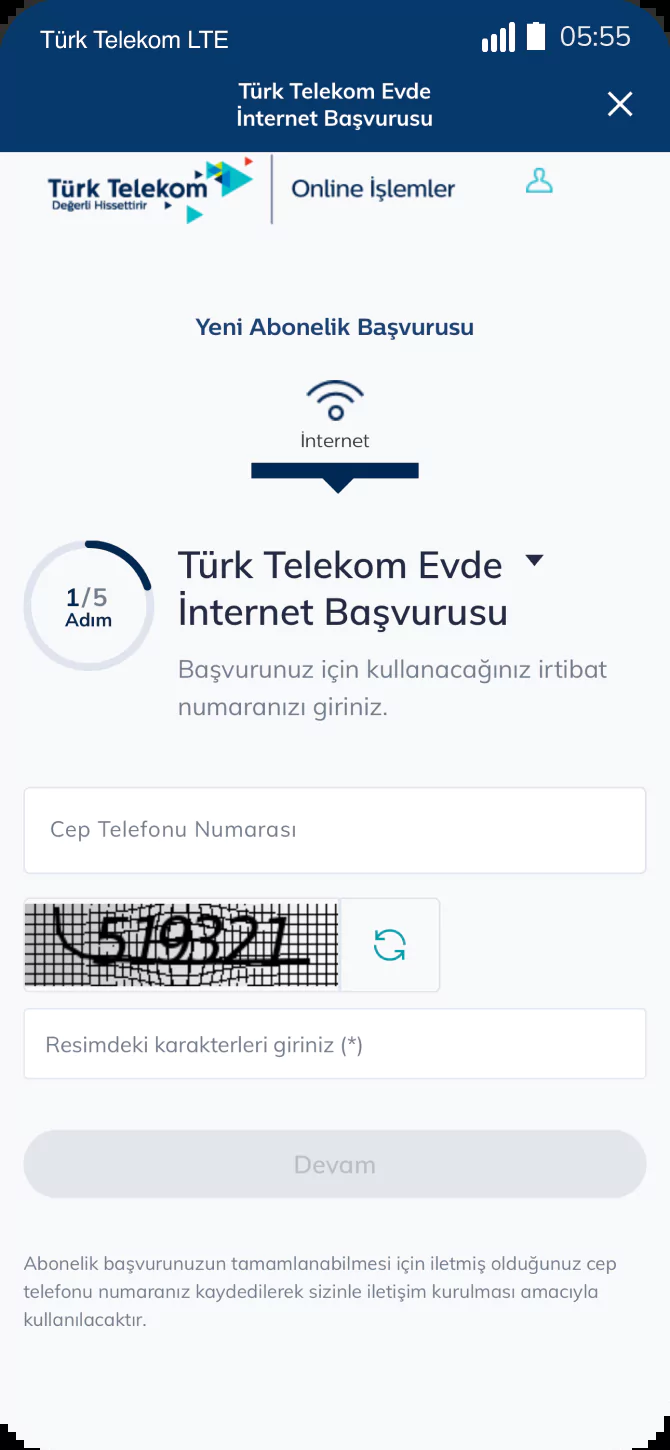 Türk Telekom LTE
05:55
Türk Telekom Evde
İnternet Başvurusu
Türk Telekom
Değerli Hissettirir
Online İşlemler
Yeni Abonelik Başvurusu
İnternet
1/5
Adım
Türk Telekom Evde
İnternet Başvurusu
Başvurunuz için kullanacağınız irtibat
numaranızı giriniz.
Cep Telefonu Numarası
519321
Resimdeki karakterleri giriniz (*)
Devam
Abonelik başvurunuzun tamamlanabilmesi için iletmiş olduğunuz cep
telefonu numaranız kaydedilerek sizinle iletişim kurulması amacıyla
kullanılacaktır.